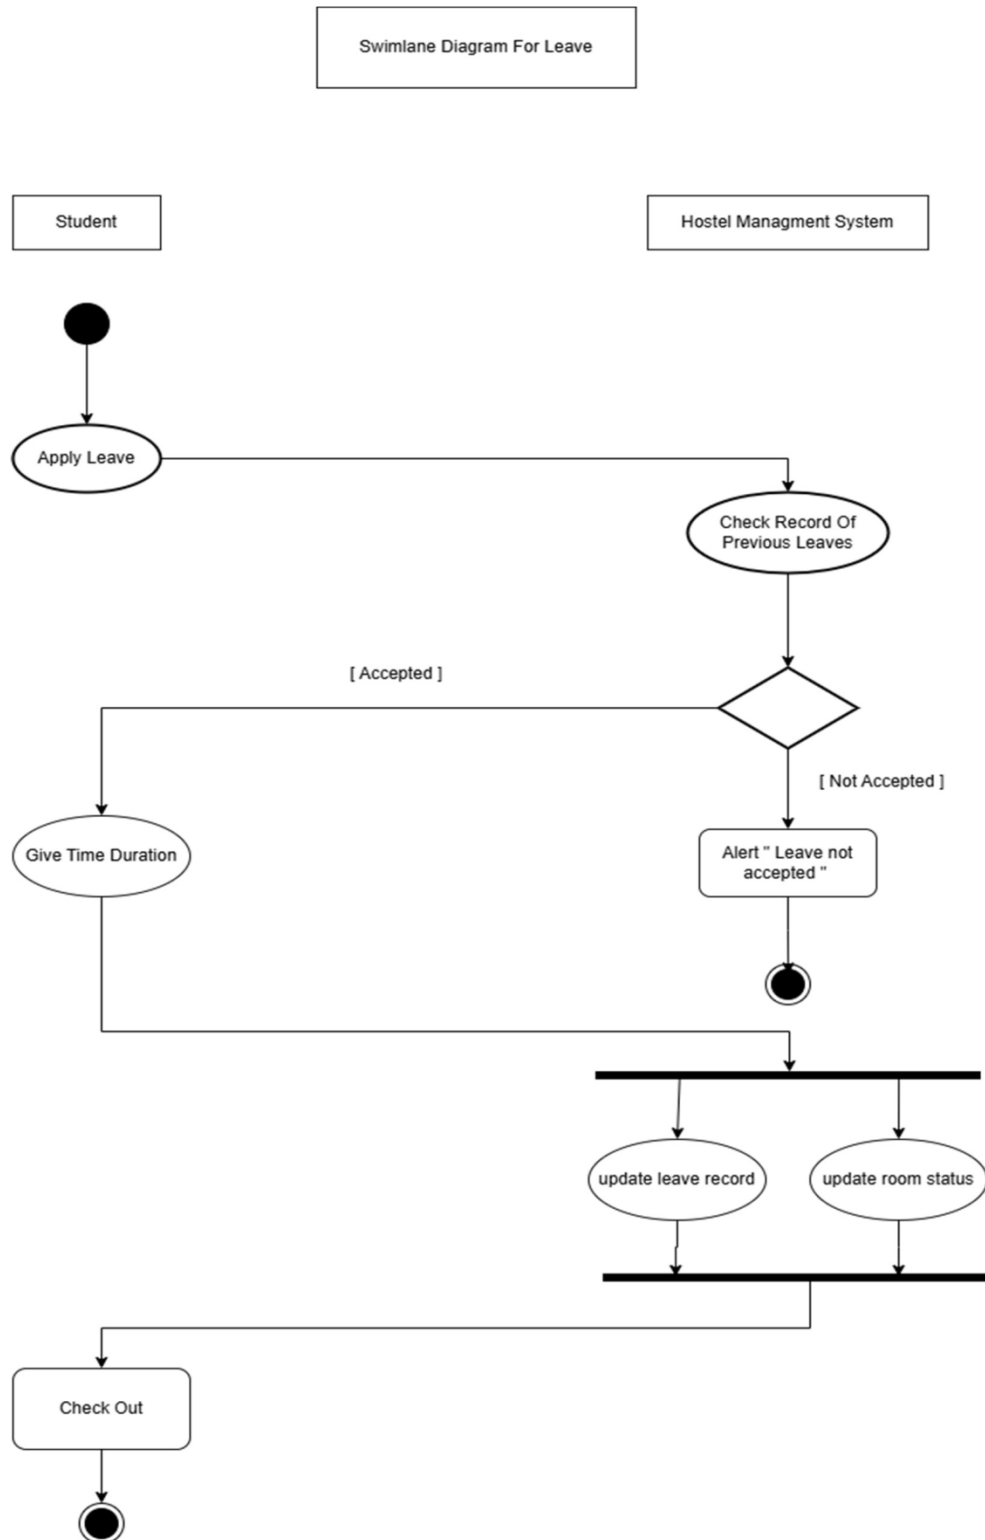 Swimlane Diagram For Leave
Student
Hostel Managment System
Apply Leave
Check Record Of
Previous Leaves
[ Accepted ]
[ Not Accepted ]
Give Time Duration
Alert " Leave not
accepted "
update leave record
update room status
Check Out